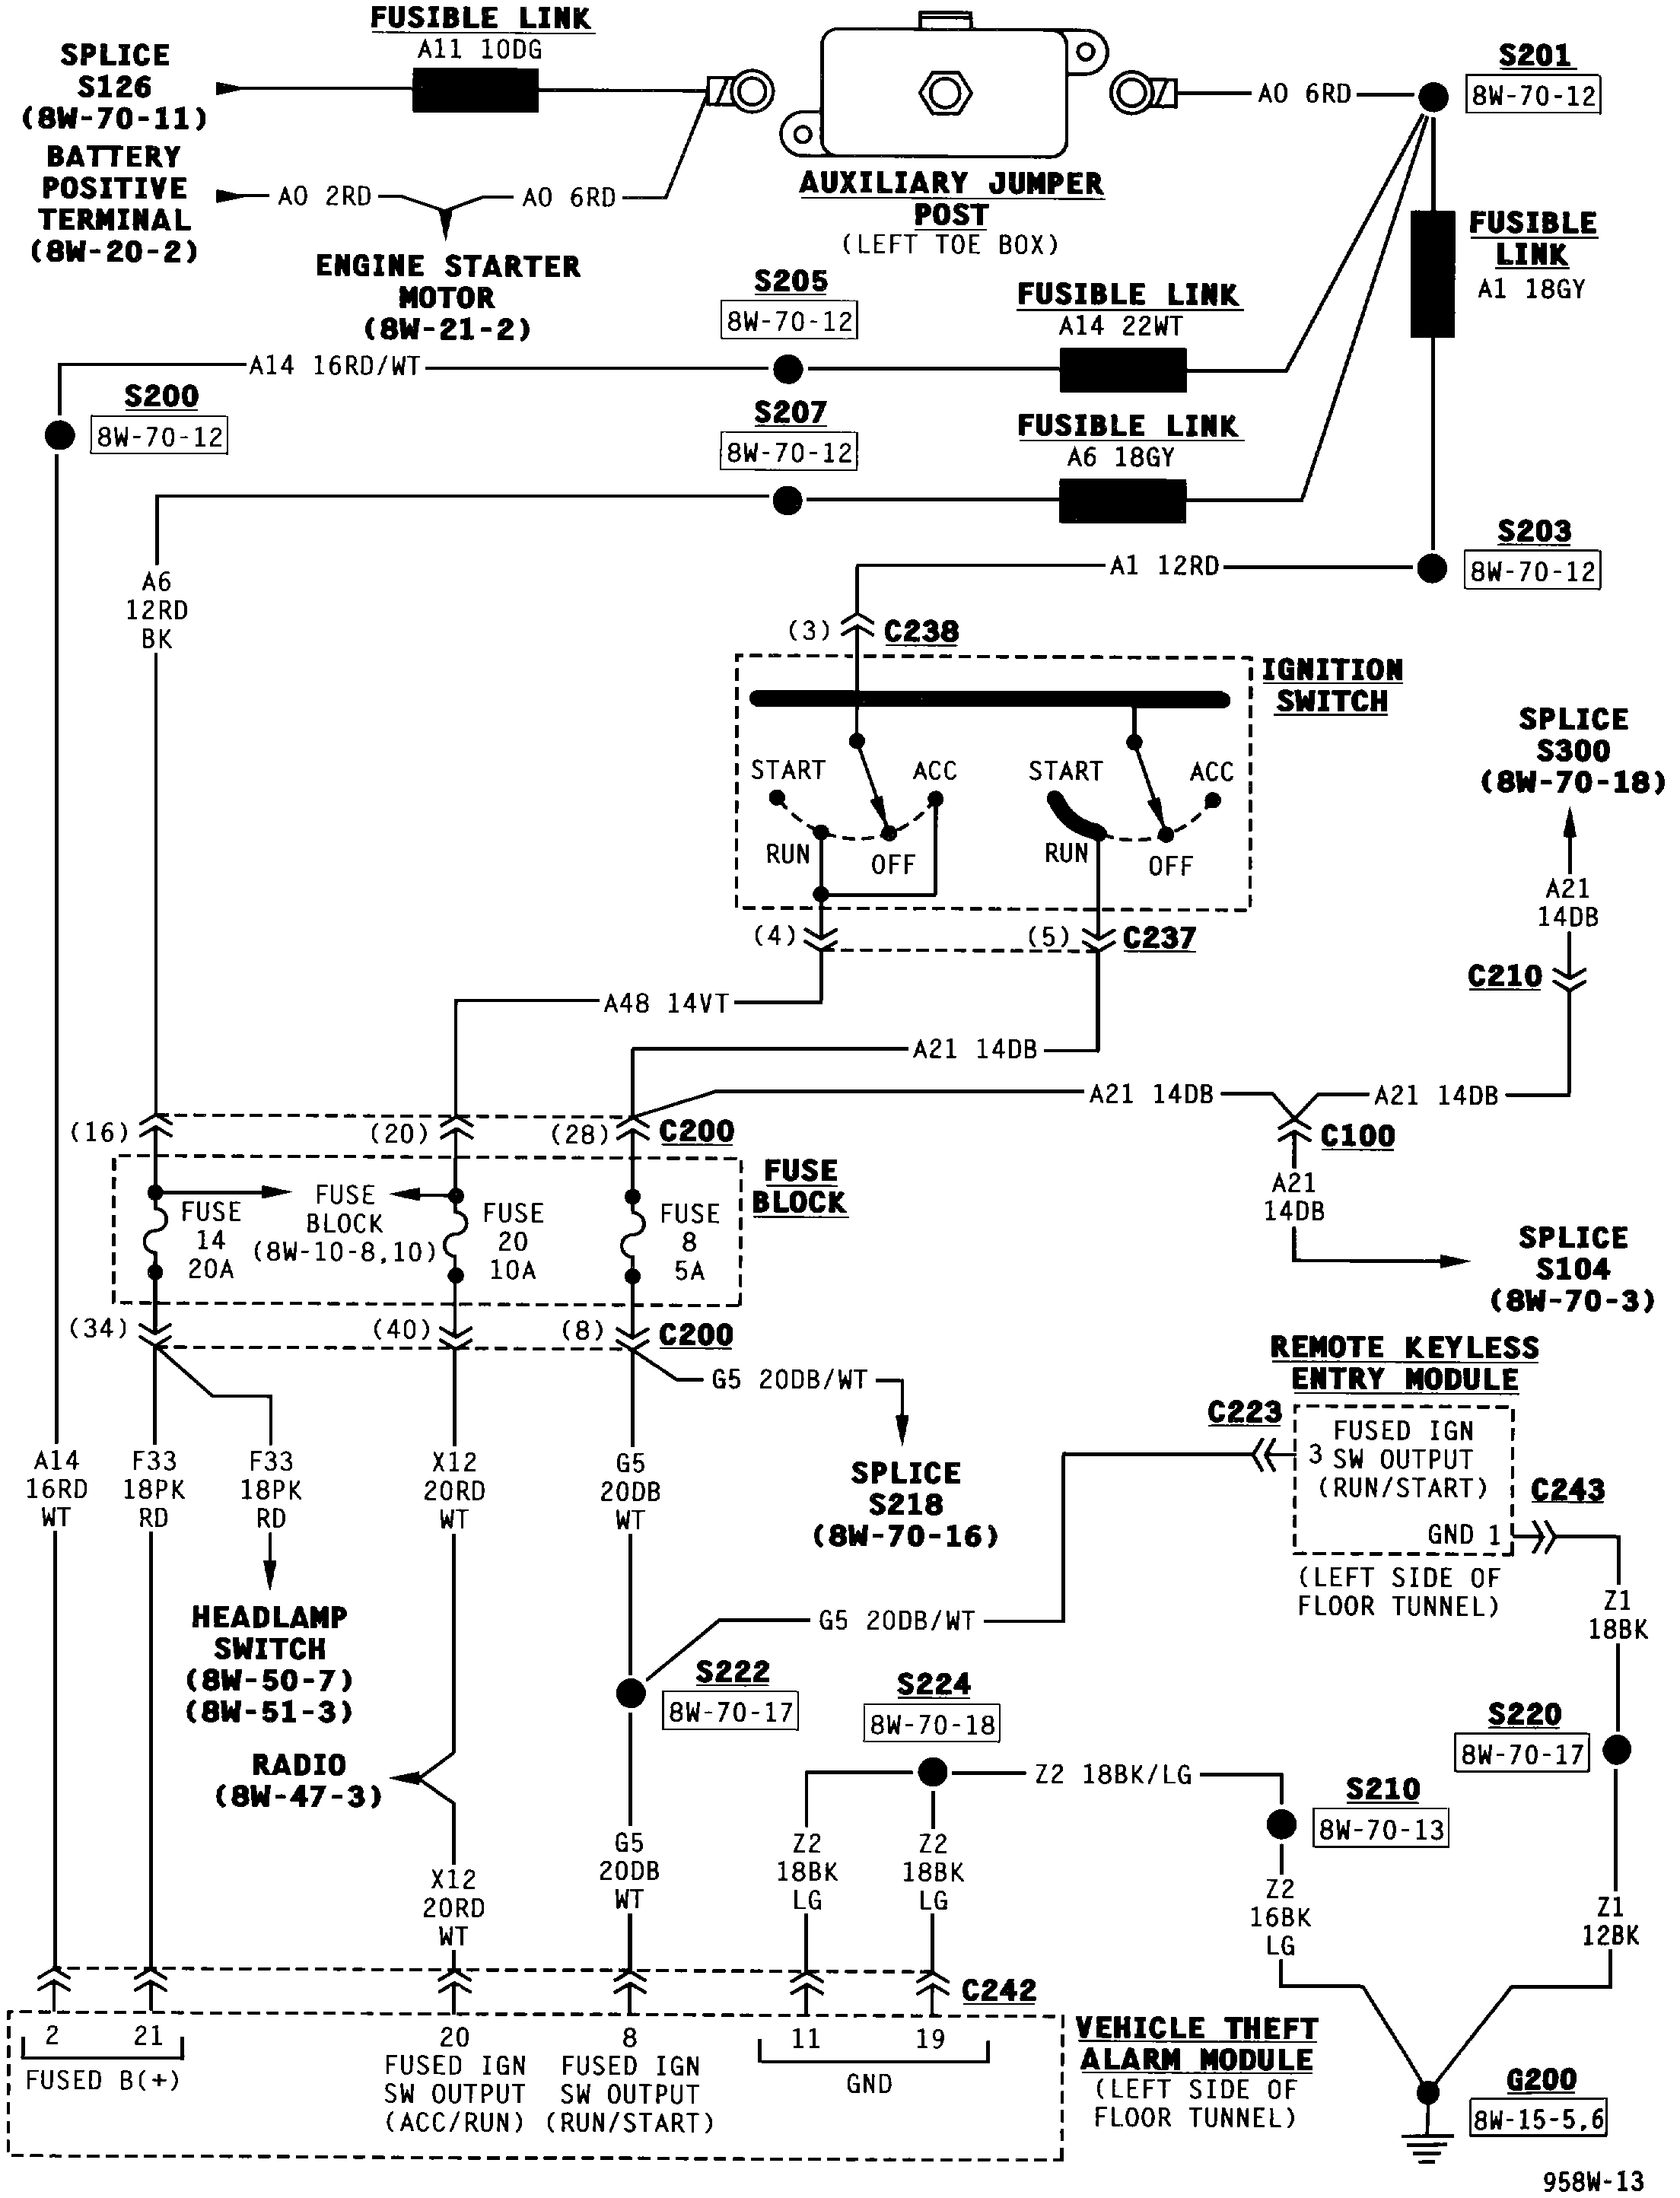 FUSIBLE LINK
A11 10DG
SPLICE
S126
(8W-70-11)
BATTERY
POSITIVE
TERMINAL
(8W-20-2)
A0 2RD
A0 6RD
ENGINE STARTER
MOTOR
(8W-21-2)
AUXILIARY JUMPER
POST
(LEFT TOE BOX)
A0 6RD
S201
8W-70-12
FUSIBLE
LINK
A1 18GY
S205
8W-70-12
FUSIBLE LINK
A14 22WT
A14 16RD/WT
S200
8W-70-12
S207
8W-70-12
FUSIBLE LINK
A6 18GY
S203
8W-70-12
A1 12RD
A6
12RD
BK
(3)
C238
IGNITION
SWITCH
START
ACC
RUN
OFF
START
ACC
RUN
OFF
SPLICE
S300
(8W-70-18)
A21
14DB
C210
(4)
(5)
C237
A48 14VT
A21 14DB
A21 14DB
A21 14DB
(16)
(20)
(28)
C200
C100
FUSE
BLOCK
FUSE
14
20A
FUSE
BLOCK
(8W-10-8,10)
FUSE
20
10A
FUSE
8
5A
A21
14DB
SPLICE
S104
(8W-70-3)
(34)
(40)
(8)
C200
G5 20DB/WT
SPLICE
S218
(8W-70-16)
REMOTE KEYLESS
ENTRY MODULE
C223
3
FUSED IGN
SW OUTPUT
(RUN/START)
C243
GND 1
(LEFT SIDE OF
FLOOR TUNNEL)
A14
16RD
WT
F33
18PK
RD
F33
18PK
RD
X12
20RD
WT
G5
20DB
WT
HEADLAMP
SWITCH
(8W-50-7)
(8W-51-3)
G5 20DB/WT
Z1
18BK
S222
8W-70-17
S224
8W-70-18
S220
8W-70-17
RADIO
(8W-47-3)
Z2 18BK/LG
S210
8W-70-13
X12
20RD
WT
G5
20DB
WT
Z2
18BK
LG
Z2
18BK
LG
Z2
16BK
LG
Z1
12BK
C242
2
21
20
8
11
19
FUSED B(+)
FUSED IGN
SW OUTPUT
(ACC/RUN)
FUSED IGN
SW OUTPUT
(RUN/START)
GND
VEHICLE THEFT
ALARM MODULE
(LEFT SIDE OF
FLOOR TUNNEL)
G200
8W-15-5,6
958W-13